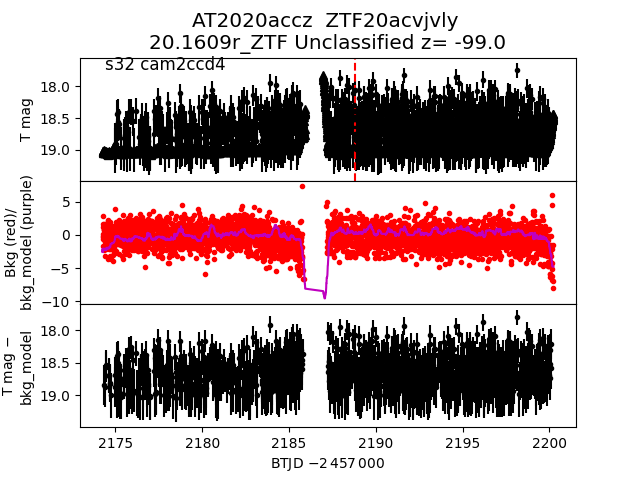 AT2020accz ZTF20acvjvly
20.1609r_ZTF Unclassified z= -99.0
s32 cam2ccd4
18.0
18.5
19.0
T mag
5
0
−5
−10
Bkg (red)/
bkg_model (purple)
18.0
18.5
19.0
T mag −
bkg_model
2175 2180 2185 2190 2195 2200
BTJD −2 457 000